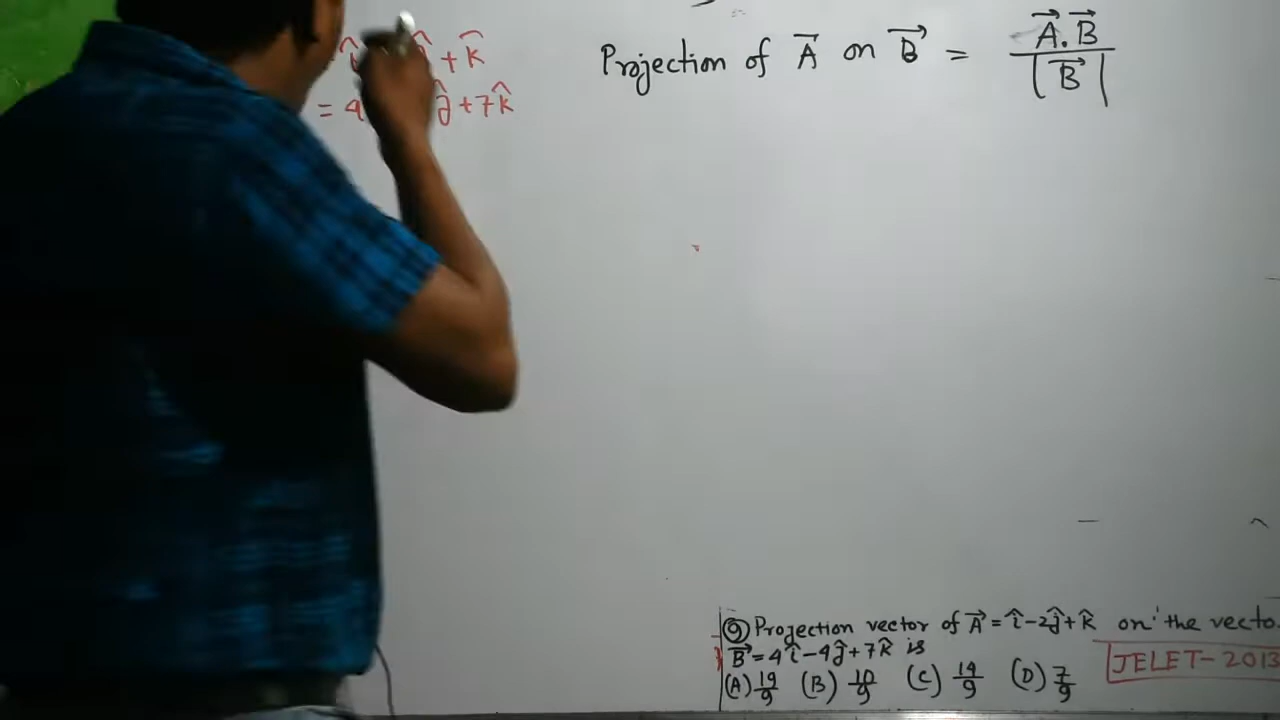 î ĵ + k̂
= 4 ĵ + 7k̂
Projection of A⃗ on B⃗ = A⃗.B⃗ / |B⃗|
⑨ Projection vector of A⃗ = î - 2ĵ + k̂ on the vecto
B⃗ = 4î - 4ĵ + 7k̂ is
JELET - 2013
(A) 19/9 (B) 10/9 (C) 14/9 (D) 7/9